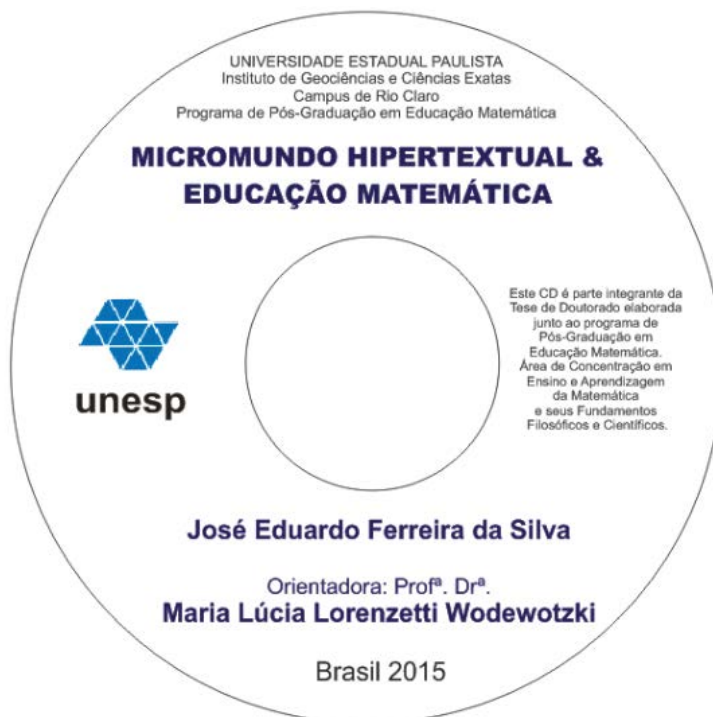 UNIVERSIDADE ESTADUAL PAULISTA
Instituto de Geociências e Ciências Exatas
Campus de Rio Claro
Programa de Pós-Graduação em Educação Matemática
MICROMUNDO HIPERTEXTUAL &
EDUCAÇÃO MATEMÁTICA
unesp
Este CD é parte integrante da
Tese de Doutorado elaborada
junto ao programa de
Pós-Graduação em
Educação Matemática.
Área de Concentração em
Ensino e Aprendizagem
da Matemática
e seus Fundamentos
Filosóficos e Científicos.
José Eduardo Ferreira da Silva
Orientadora: Profª. Drª.
Maria Lúcia Lorenzetti Wodewotzki
Brasil 2015